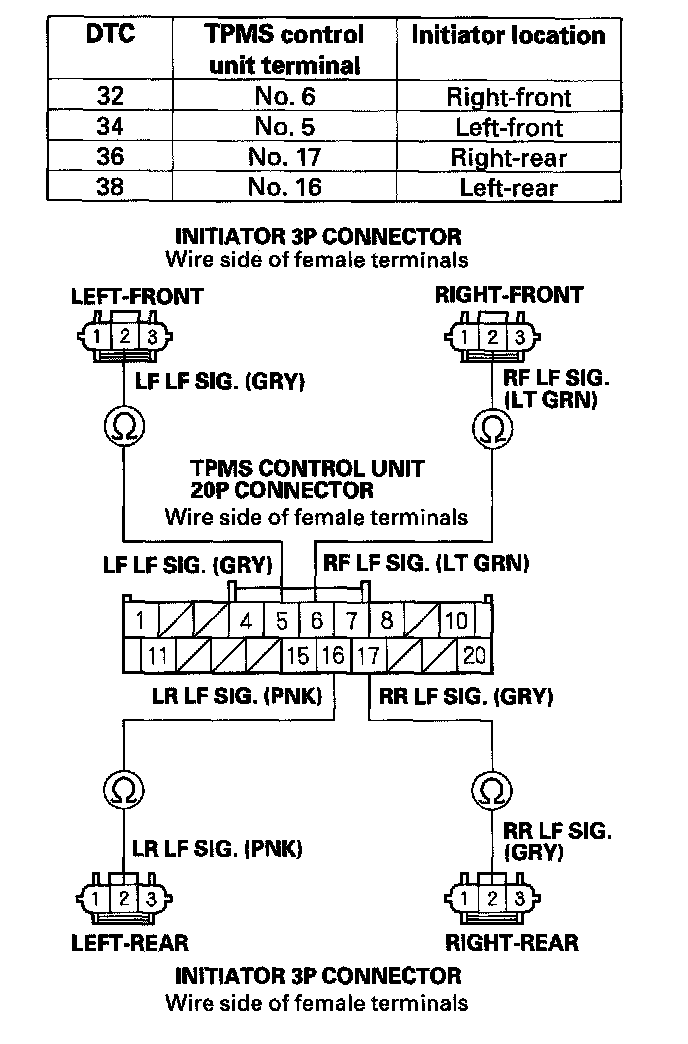 DTC TPMS control unit terminal Initiator location
32 No. 6 Right-front
34 No. 5 Left-front
36 No. 17 Right-rear
38 No. 16 Left-rear
INITIATOR 3P CONNECTOR
Wire side of female terminals
LEFT-FRONT RIGHT-FRONT
1 2 3 1 2 3
LF LF SIG. (GRY) RF LF SIG.
(LT GRN)
Ω Ω
TPMS CONTROL UNIT
20P CONNECTOR
Wire side of female terminals
LF LF SIG. (GRY) RF LF SIG. (LT GRN)
1 4 5 6 7 8 10
11 15 16 17 20
LR LF SIG. (PNK) RR LF SIG. (GRY)
Ω Ω
LR LF SIG. (PNK) RR LF SIG.
(GRY)
1 2 3 1 2 3
LEFT-REAR RIGHT-REAR
INITIATOR 3P CONNECTOR
Wire side of female terminals